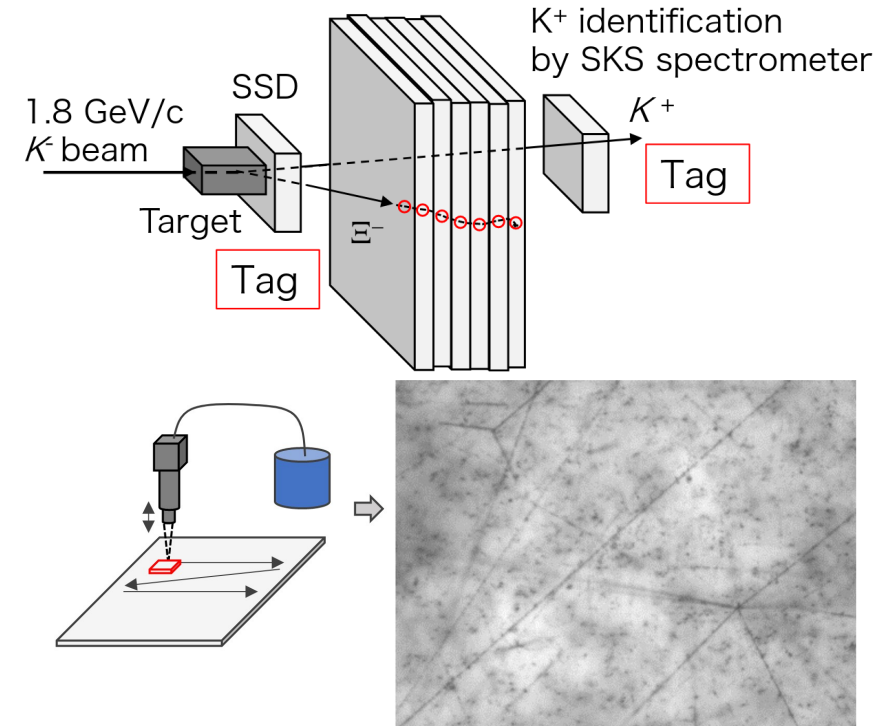 K⁺ identification
by SKS spectrometer
SSD
1.8 GeV/c
K⁻ beam
K⁺
Tag
Target
Ξ⁻
Tag